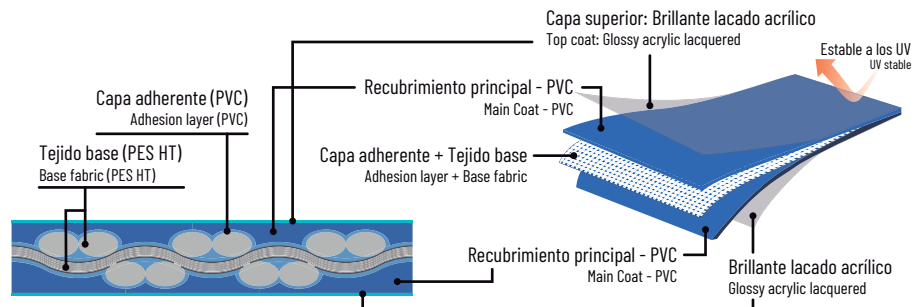 Capa superior: Brillante lacado acrílico
Top coat: Glossy acrylic lacquered
Estable a los UV
UV stable
Recubrimiento principal - PVC
Main Coat - PVC
Capa adherente (PVC)
Adhesion layer (PVC)
Tejido base (PES HT)
Base fabric (PES HT)
Capa adherente + Tejido base
Adhesion layer + Base fabric
Recubrimiento principal - PVC
Main Coat - PVC
Brillante lacado acrílico
Glossy acrylic lacquered